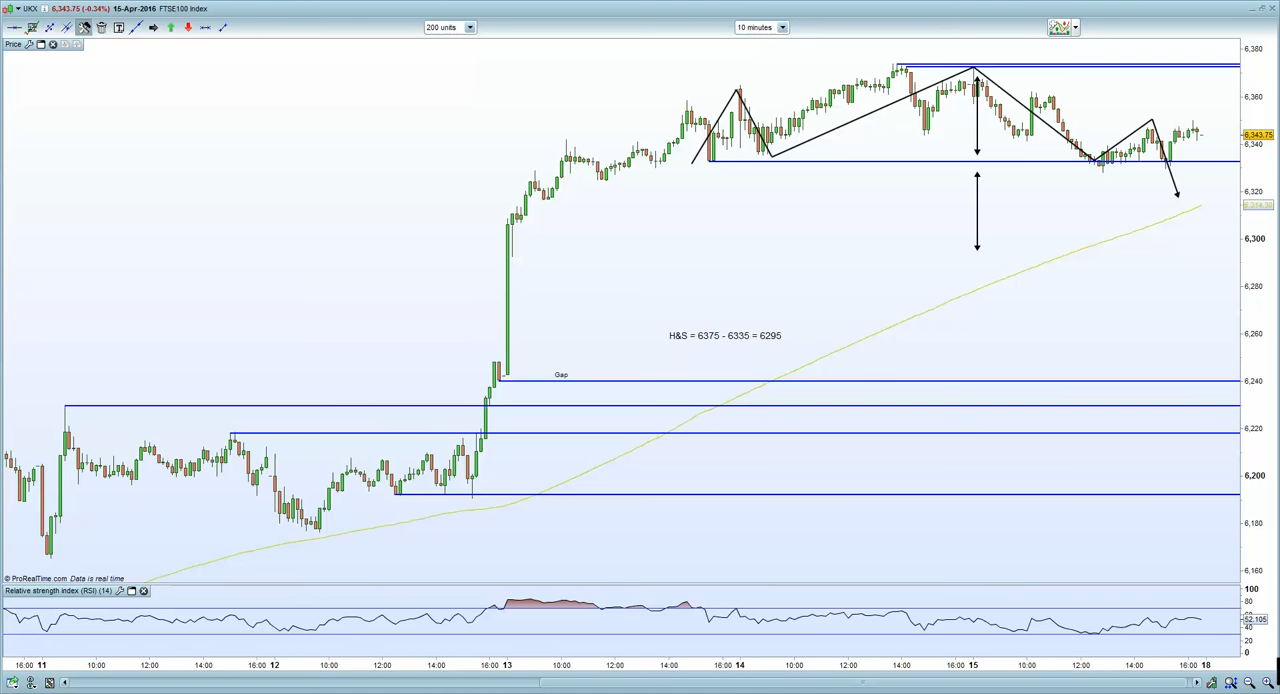 UKX 6,343.75 (-0.34%) 15-Apr-2016 FTSE100 Index
200 units
10 minutes
Price
6,380
6,360
6,343.75
6,340
6,320
6,314.30
6,300
6,280
H&S = 6375 - 6335 = 6295
6,260
Gap
6,240
6,220
6,200
6,180
© ProRealTime.com Data is real time
6,160
Relative strength index (RSI) (14)
100
80
52.105
40
20
0
16:00 11 10:00 12:00 14:00 16:00 12 10:00 12:00 14:00 16:00 13 10:00 12:00 14:00 16:00 14 10:00 12:00 14:00 16:00 15 10:00 12:00 14:00 16:00 18